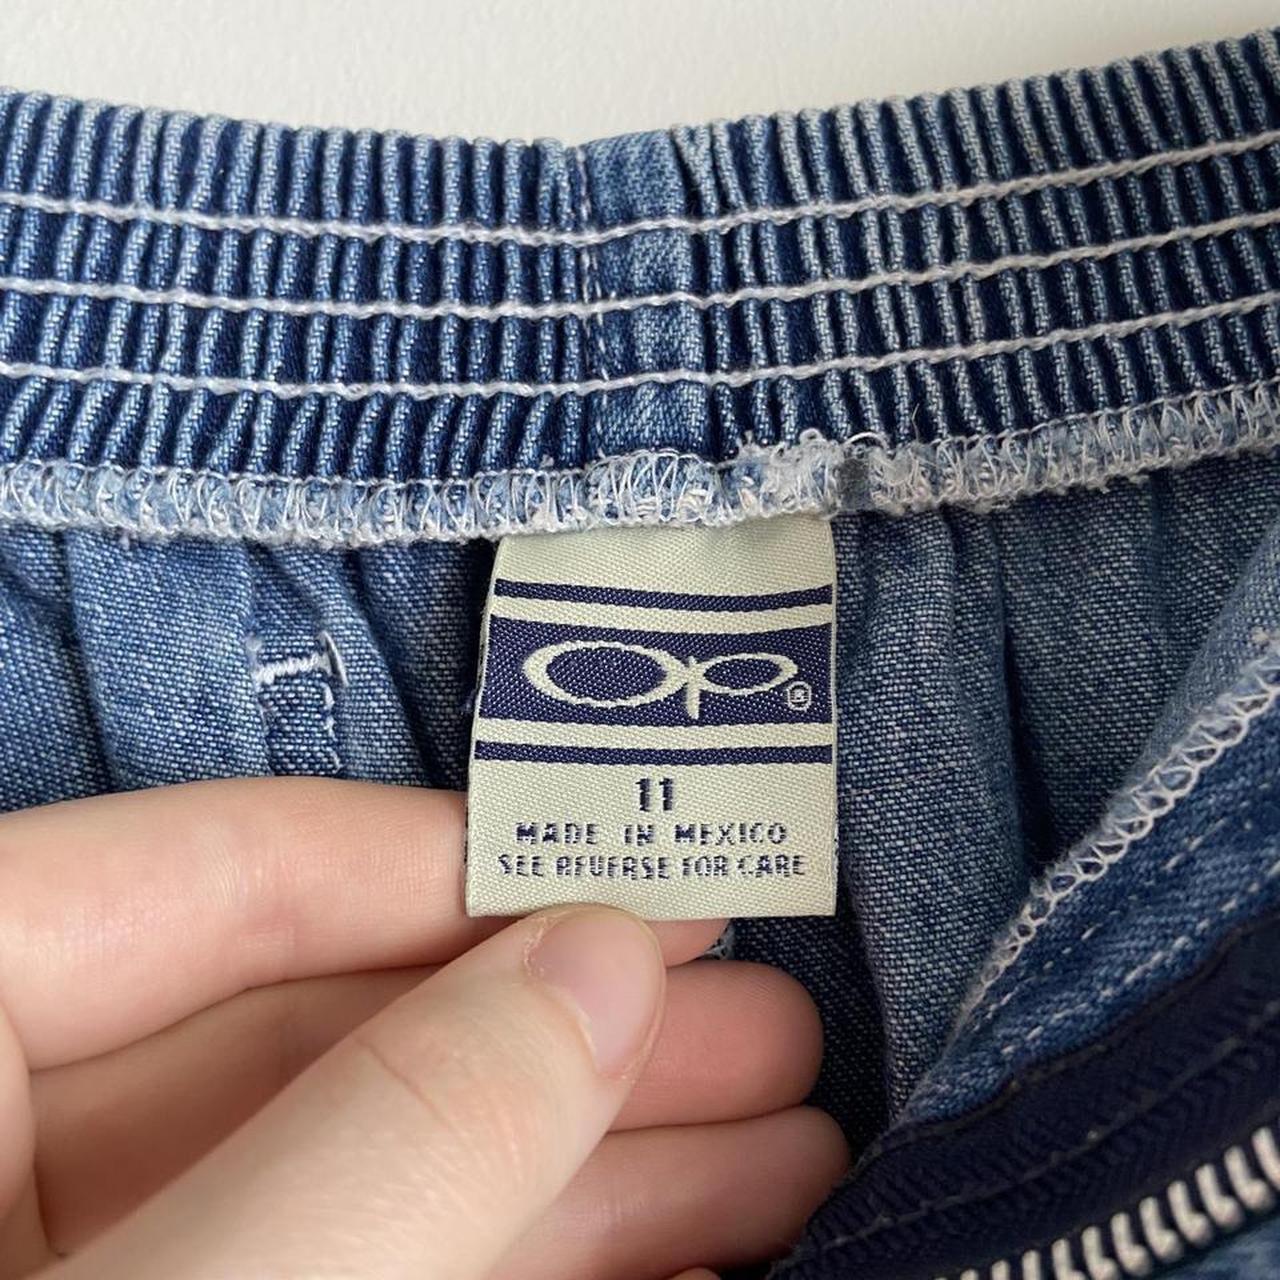 Op®
11
MADE IN MEXICO
SEE REVERSE FOR CARE